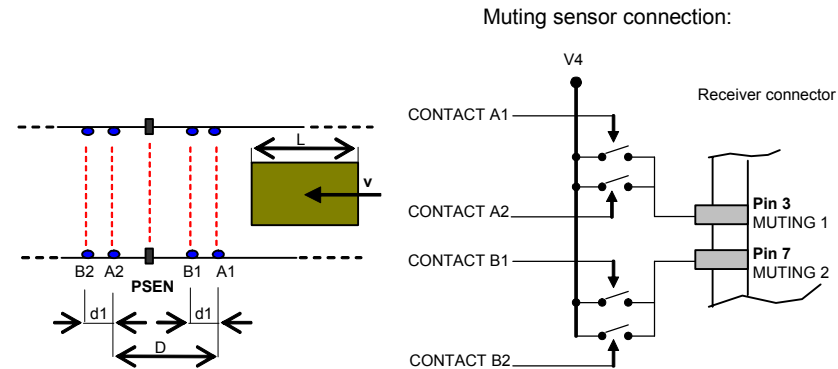 Muting sensor connection:
V4
Receiver connector
CONTACT A1
L
v
Pin 3
MUTING 1
CONTACT A2
CONTACT B1
Pin 7
MUTING 2
B2 A2 B1 A1
PSEN
d1 d1
D
CONTACT B2